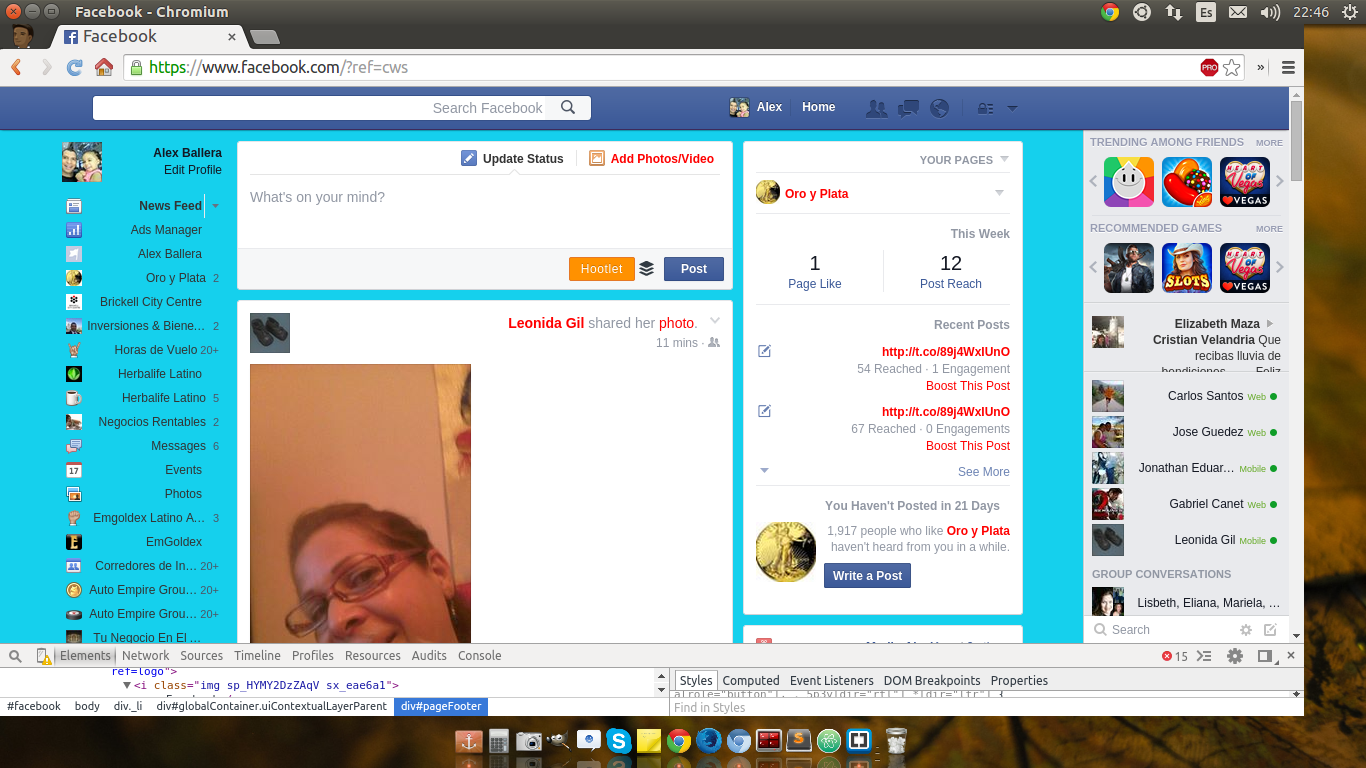 Facebook - Chromium
Es
22:46
Facebook
https://www.facebook.com/?ref=cws
PRO
»
Search Facebook
Alex
Home
Alex Ballera
Edit Profile
News Feed
Ads Manager
Alex Ballera
Oro y Plata 2
Brickell City Centre
Inversiones & Biene... 2
Horas de Vuelo 20+
Herbalife Latino
Herbalife Latino 5
Negocios Rentables 2
Messages 6
17
Events
Photos
Emgoldex Latino A... 3
E
EmGoldex
Corredores de In... 20+
Auto Empire Grou... 20+
Auto Empire Grou... 20+
Tu Negocio En El ...
Update Status
Add Photos/Video
What's on your mind?
Hootlet
Post
Leonida Gil shared her photo.
11 mins ·
YOUR PAGES
Oro y Plata
This Week
1
Page Like
12
Post Reach
Recent Posts
http://t.co/89j4WxIUnO
54 Reached · 1 Engagement
Boost This Post
http://t.co/89j4WxIUnO
67 Reached · 0 Engagements
Boost This Post
See More
You Haven't Posted in 21 Days
1,917 people who like Oro y Plata
haven't heard from you in a while.
Write a Post
TRENDING AMONG FRIENDS MORE
HEART
OF
VEGAS
VEGAS
RECOMMENDED GAMES MORE
SLOTS
HEART
OF
VEGAS
VEGAS
Elizabeth Maza
Cristian Velandria Que
recibas lluvia de
bendiciones
Feliz
Carlos Santos Web
Jose Guedez Web
Jonathan Eduar... Mobile
Gabriel Canet Web
Leonida Gil Mobile
GROUP CONVERSATIONS
Lisbeth, Eliana, Mariela, ...
Search
Elements
Network
Sources
Timeline
Profiles
Resources
Audits
Console
15
ref=logo">
<i class="img sp_HYMY2DzZAqV sx_eae6a1>
#facebook
body
div._li
div#globalContainer.uiContextualLayerParent
div#pageFooter
Styles
Computed
Event Listeners
DOM Breakpoints
Properties
Find in Styles
S